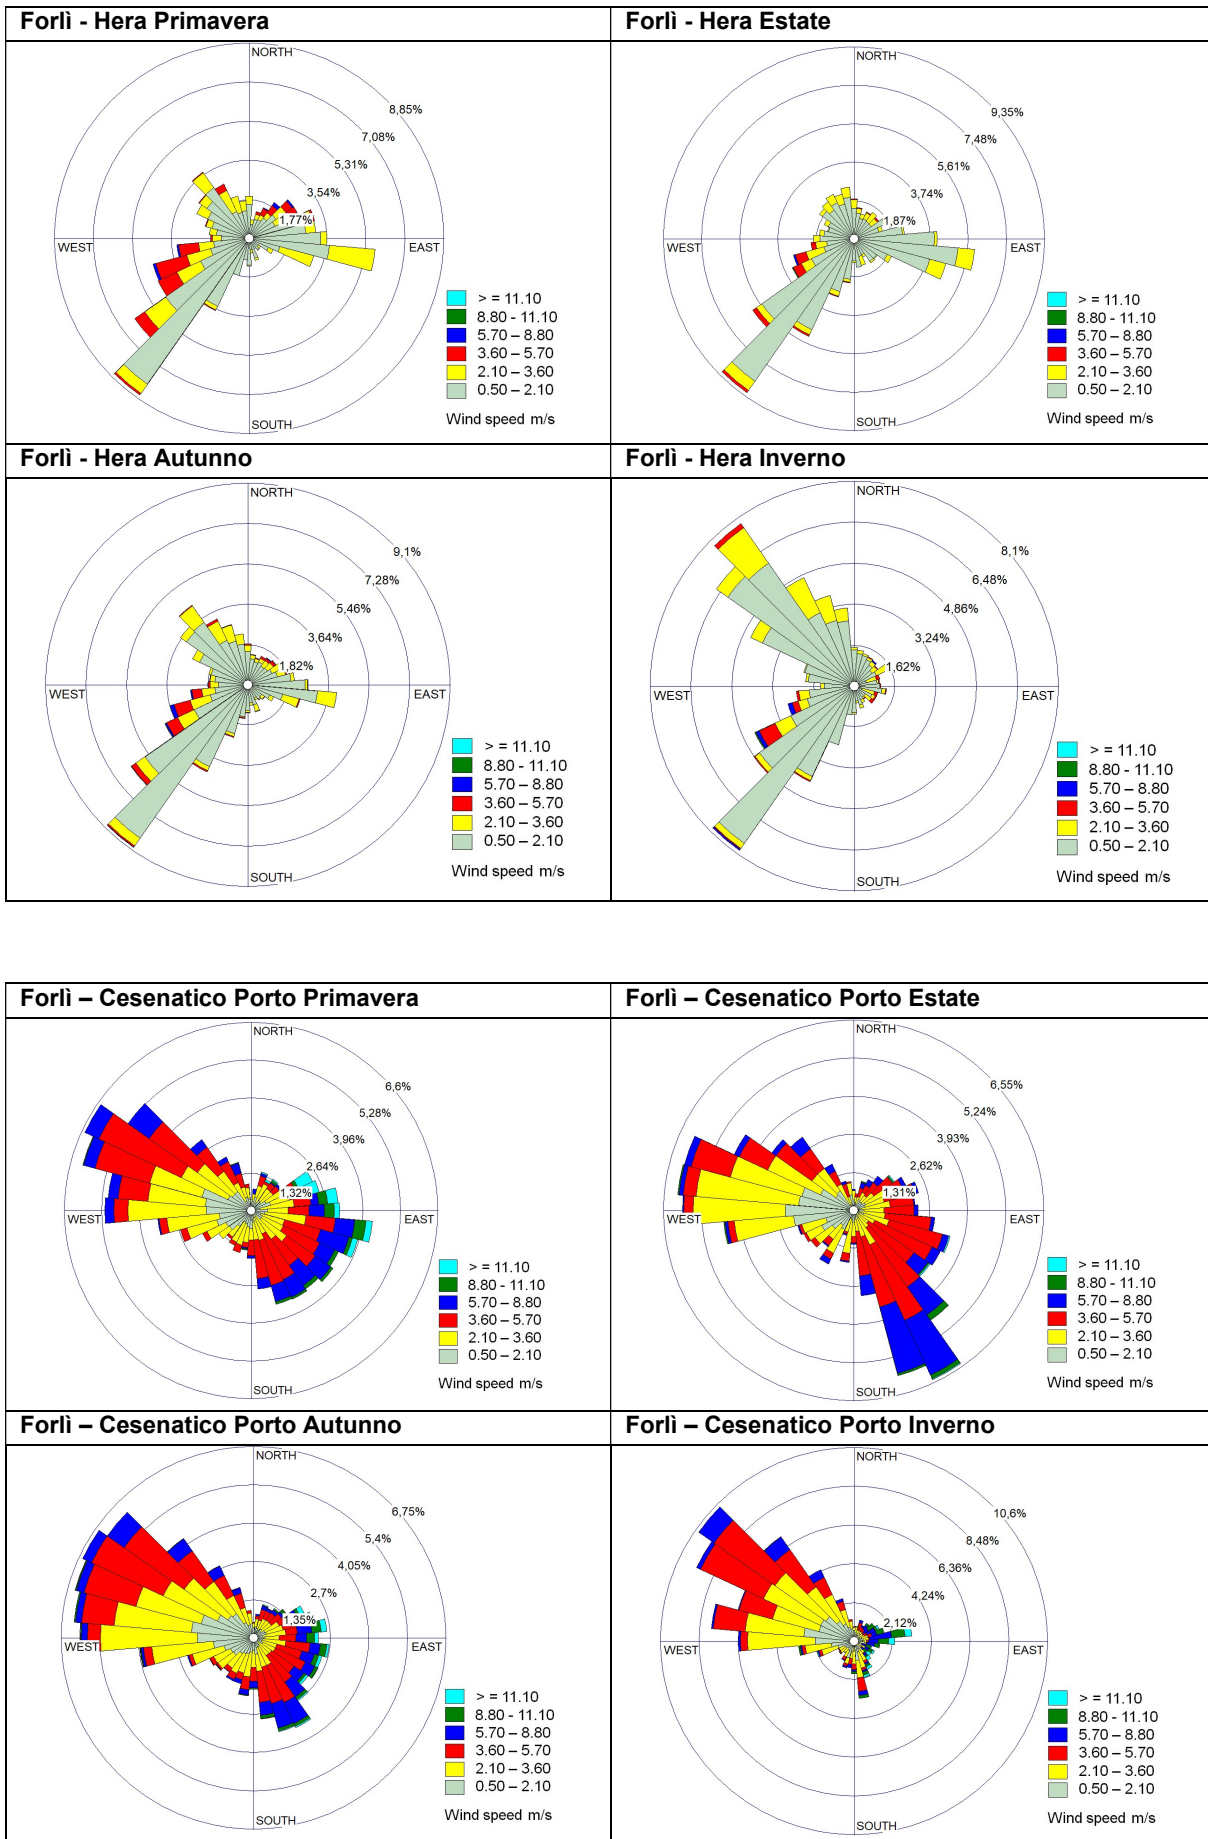 Forlì - Hera Primavera
Forlì - Hera Estate
NORTH
8,85%
7,08%
5,31%
3,54%
1,77%
WEST
EAST
SOUTH
> = 11.10
8.80 - 11.10
5.70 – 8.80
3.60 – 5.70
2.10 – 3.60
0.50 – 2.10
Wind speed m/s
NORTH
9,35%
7,48%
5,61%
3,74%
1,87%
WEST
EAST
SOUTH
> = 11.10
8.80 - 11.10
5.70 – 8.80
3.60 – 5.70
2.10 – 3.60
0.50 – 2.10
Wind speed m/s
Forlì - Hera Autunno
Forlì - Hera Inverno
NORTH
9,1%
7,28%
5,46%
3,64%
1,82%
WEST
EAST
SOUTH
> = 11.10
8.80 - 11.10
5.70 – 8.80
3.60 – 5.70
2.10 – 3.60
0.50 – 2.10
Wind speed m/s
NORTH
8,1%
6,48%
4,86%
3,24%
1,62%
WEST
EAST
SOUTH
> = 11.10
8.80 - 11.10
5.70 – 8.80
3.60 – 5.70
2.10 – 3.60
0.50 – 2.10
Wind speed m/s
Forlì – Cesenatico Porto Primavera
Forlì – Cesenatico Porto Estate
NORTH
6,6%
5,28%
3,96%
2,64%
1,32%
WEST
EAST
SOUTH
> = 11.10
8.80 - 11.10
5.70 – 8.80
3.60 – 5.70
2.10 – 3.60
0.50 – 2.10
Wind speed m/s
NORTH
6,55%
5,24%
3,93%
2,62%
1,31%
WEST
EAST
SOUTH
> = 11.10
8.80 - 11.10
5.70 – 8.80
3.60 – 5.70
2.10 – 3.60
0.50 – 2.10
Wind speed m/s
Forlì – Cesenatico Porto Autunno
Forlì – Cesenatico Porto Inverno
NORTH
6,75%
5,4%
4,05%
2,7%
1,35%
WEST
EAST
SOUTH
> = 11.10
8.80 - 11.10
5.70 – 8.80
3.60 – 5.70
2.10 – 3.60
0.50 – 2.10
Wind speed m/s
NORTH
10,6%
8,48%
6,36%
4,24%
2,12%
WEST
EAST
SOUTH
> = 11.10
8.80 - 11.10
5.70 – 8.80
3.60 – 5.70
2.10 – 3.60
0.50 – 2.10
Wind speed m/s